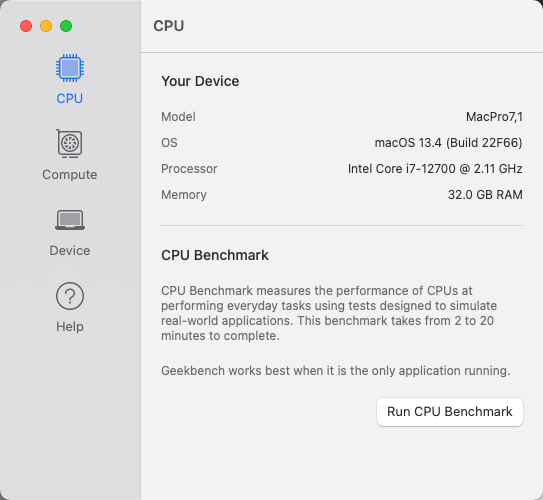 CPU
CPU
Compute
Device
Help
Your Device
Model MacPro7,1
OS macOS 13.4 (Build 22F66)
Processor Intel Core i7-12700 @ 2.11 GHz
Memory 32.0 GB RAM
CPU Benchmark
CPU Benchmark measures the performance of CPUs at
performing everyday tasks using tests designed to simulate
real-world applications. This benchmark takes from 2 to 20
minutes to complete.
Geekbench works best when it is the only application running.
Run CPU Benchmark